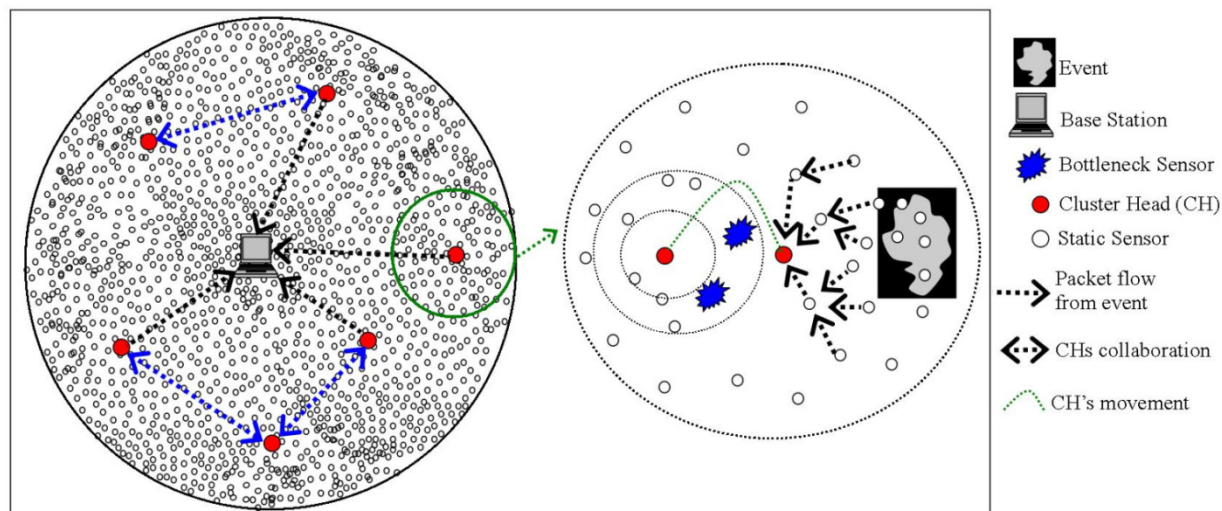 Event
Base Station
Bottleneck Sensor
Cluster Head (CH)
Static Sensor
Packet flow
from event
CHs collaboration
CH's movement